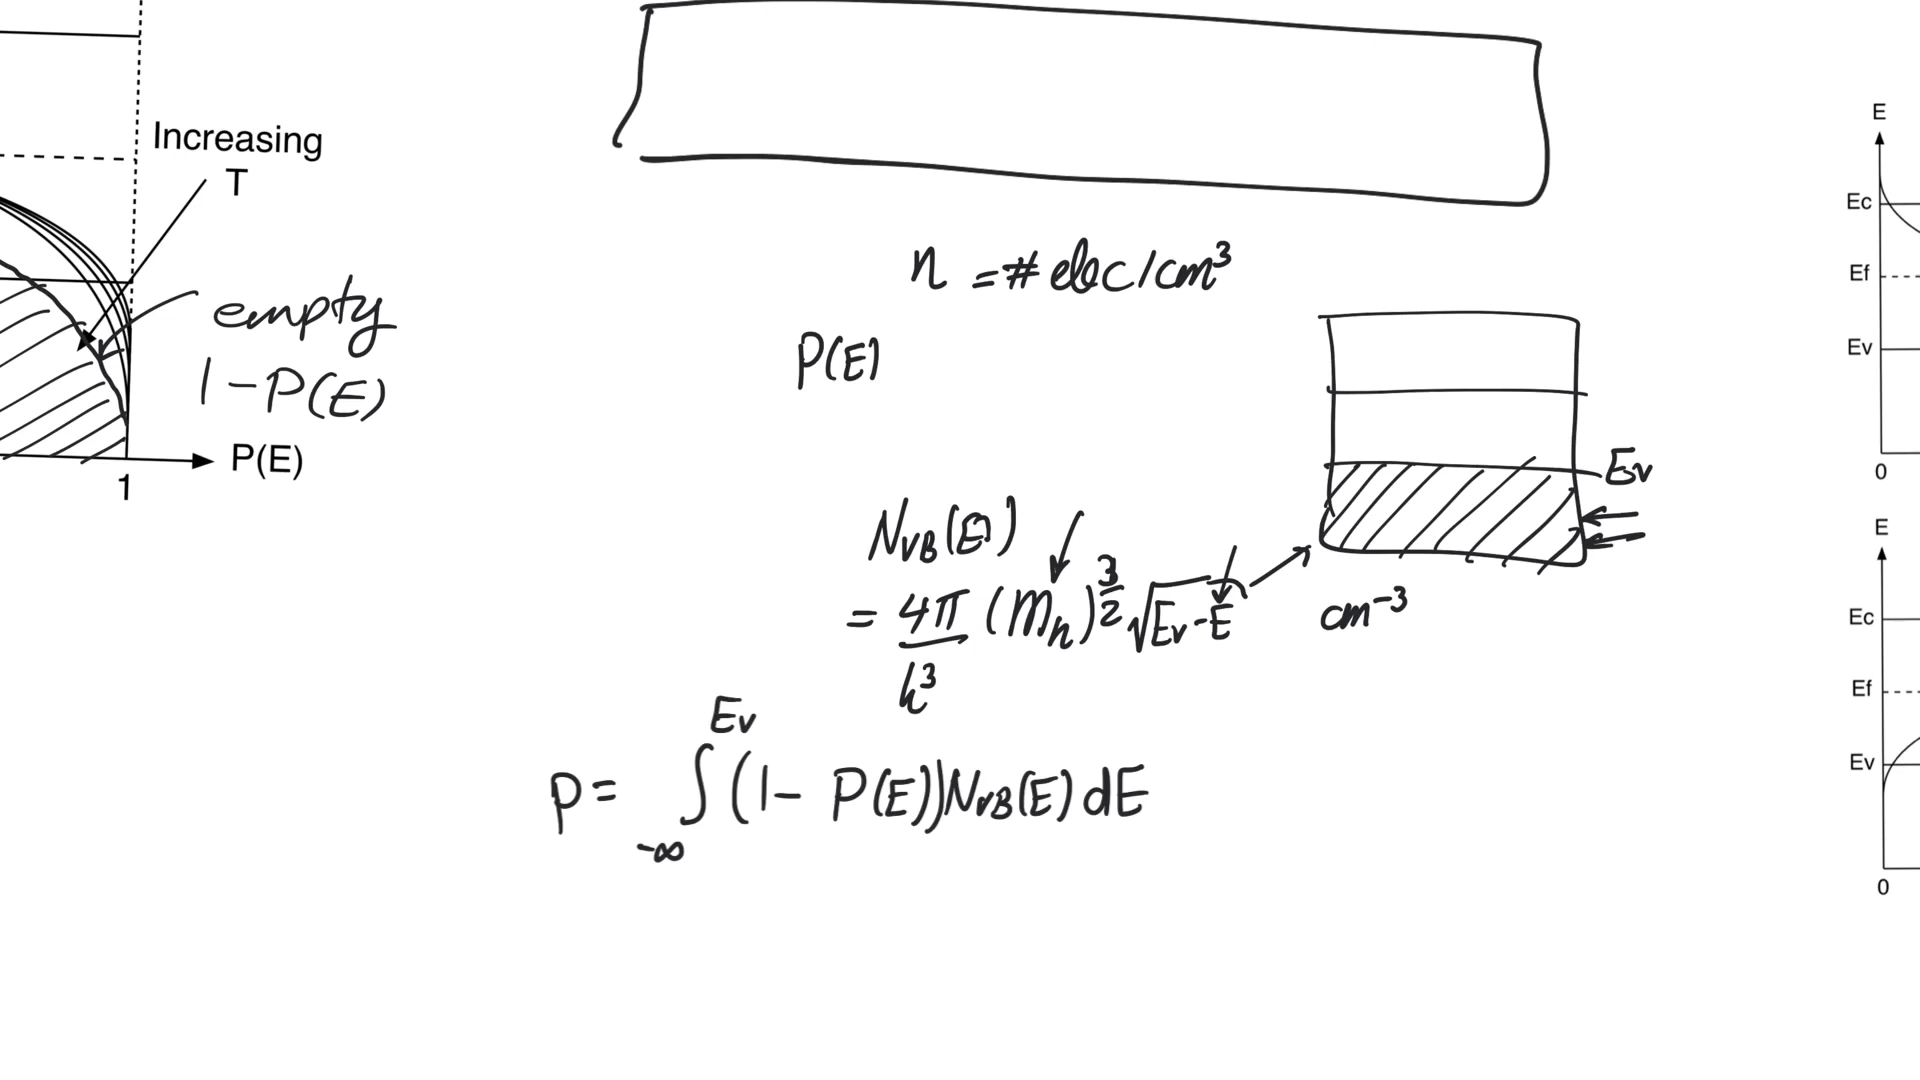 Increasing
T
empty
1 - P(E)
P(E)
1
n = # elec/cm³
P(E)
Ev
N_VB(E)
= 4π/h³ (m_h)^3/2 √Ev-E
cm⁻³
p = ∫_-∞^Ev (1 - P(E)) N_VB(E) dE
E
Ec
Ef
Ev
0
E
Ec
Ef
Ev
0